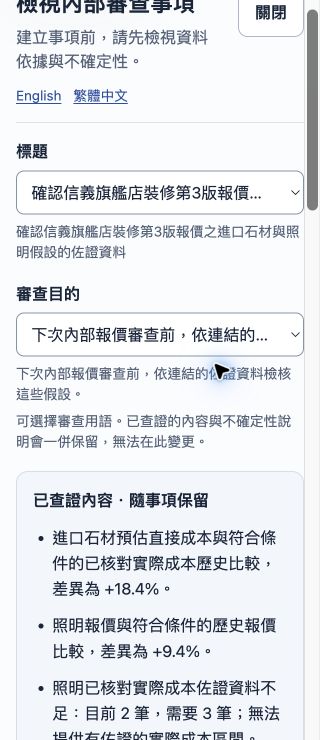 檢視內部審查事項
關閉
建立事項前，請先檢視資料
依據與不確定性。
English 繁體中文
標題
確認信義旗艦店裝修第3版報價...
確認信義旗艦店裝修第3版報價之進口石材與照
明假設的佐證資料
審查目的
下次內部報價審查前，依連結的...
下次內部報價審查前，依連結的佐證資料檢核
這些假設。
可選擇審查用語。已查證的內容與不確定性說
明會一併保留，無法在此變更。
已查證內容．隨事項保留
• 進口石材預估直接成本與符合條
件的已核對實際成本歷史比較，
差異為 +18.4%。
• 照明報價與符合條件的歷史報價
比較，差異為 +9.4%。
• 照明已核對實際成本佐證資料不
足：目前 2 筆，需要 3 筆；無法
提供有佐證的實際成本區間。